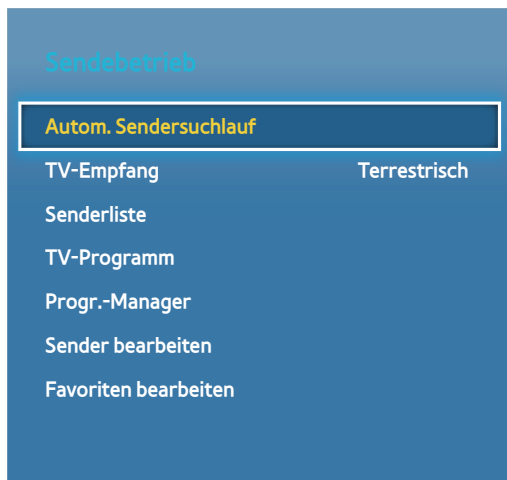 Sendebetrieb
Autom. Sendersuchlauf
TV-Empfang Terrestrisch
Senderliste
TV-Programm
Progr.-Manager
Sender bearbeiten
Favoriten bearbeiten